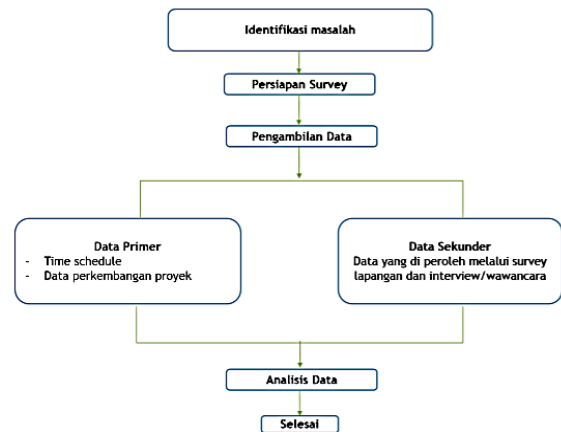 Identifikasi masalah
Persiapan Survey
Pengambilan Data
Data Primer
- Time schedule
- Data perkembangan proyek
Data Sekunder
Data yang di peroleh melalui survey
lapangan dan interview/wawancara
Analisis Data
Selesai